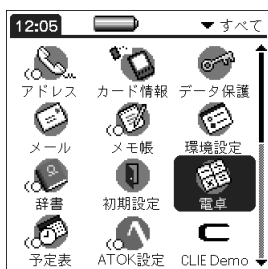 12:05 すべて
アドレス カード情報 データ保護
メール メモ帳 環境設定
辞書 初期設定 電卓
予定表 ATOK設定 CLIE Demo